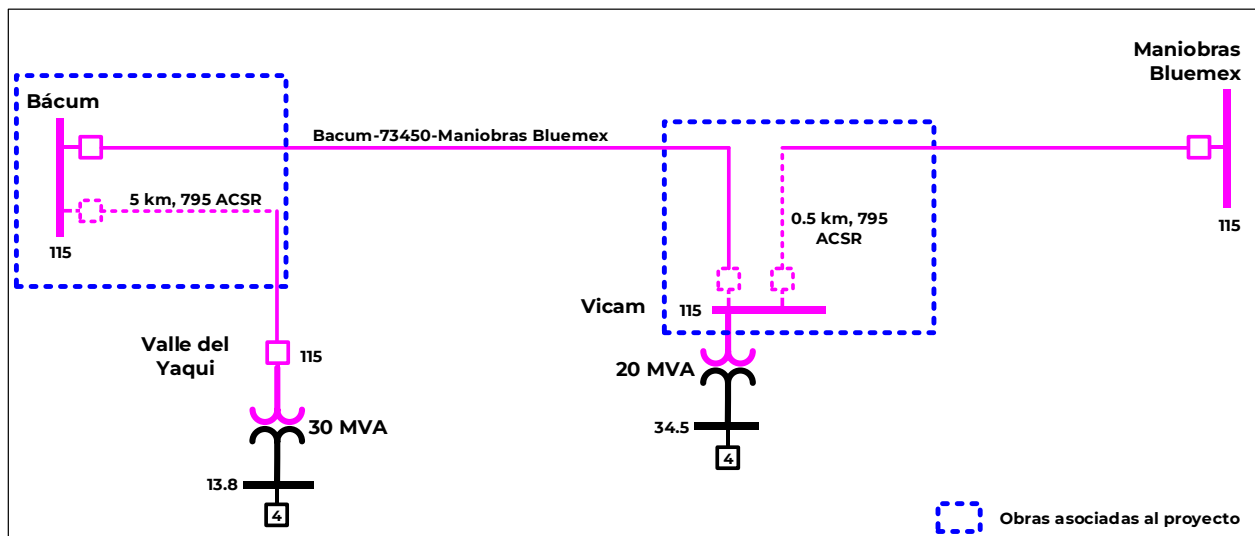 Maniobras
Bluemex
Bácum
Bacum-73450-Maniobras Bluemex
5 km, 795 ACSR
0.5 km, 795
ACSR
115
115
Vicam
115
Valle del
Yaqui
115
20 MVA
30 MVA
34.5
4
13.8
4
Obras asociadas al proyecto